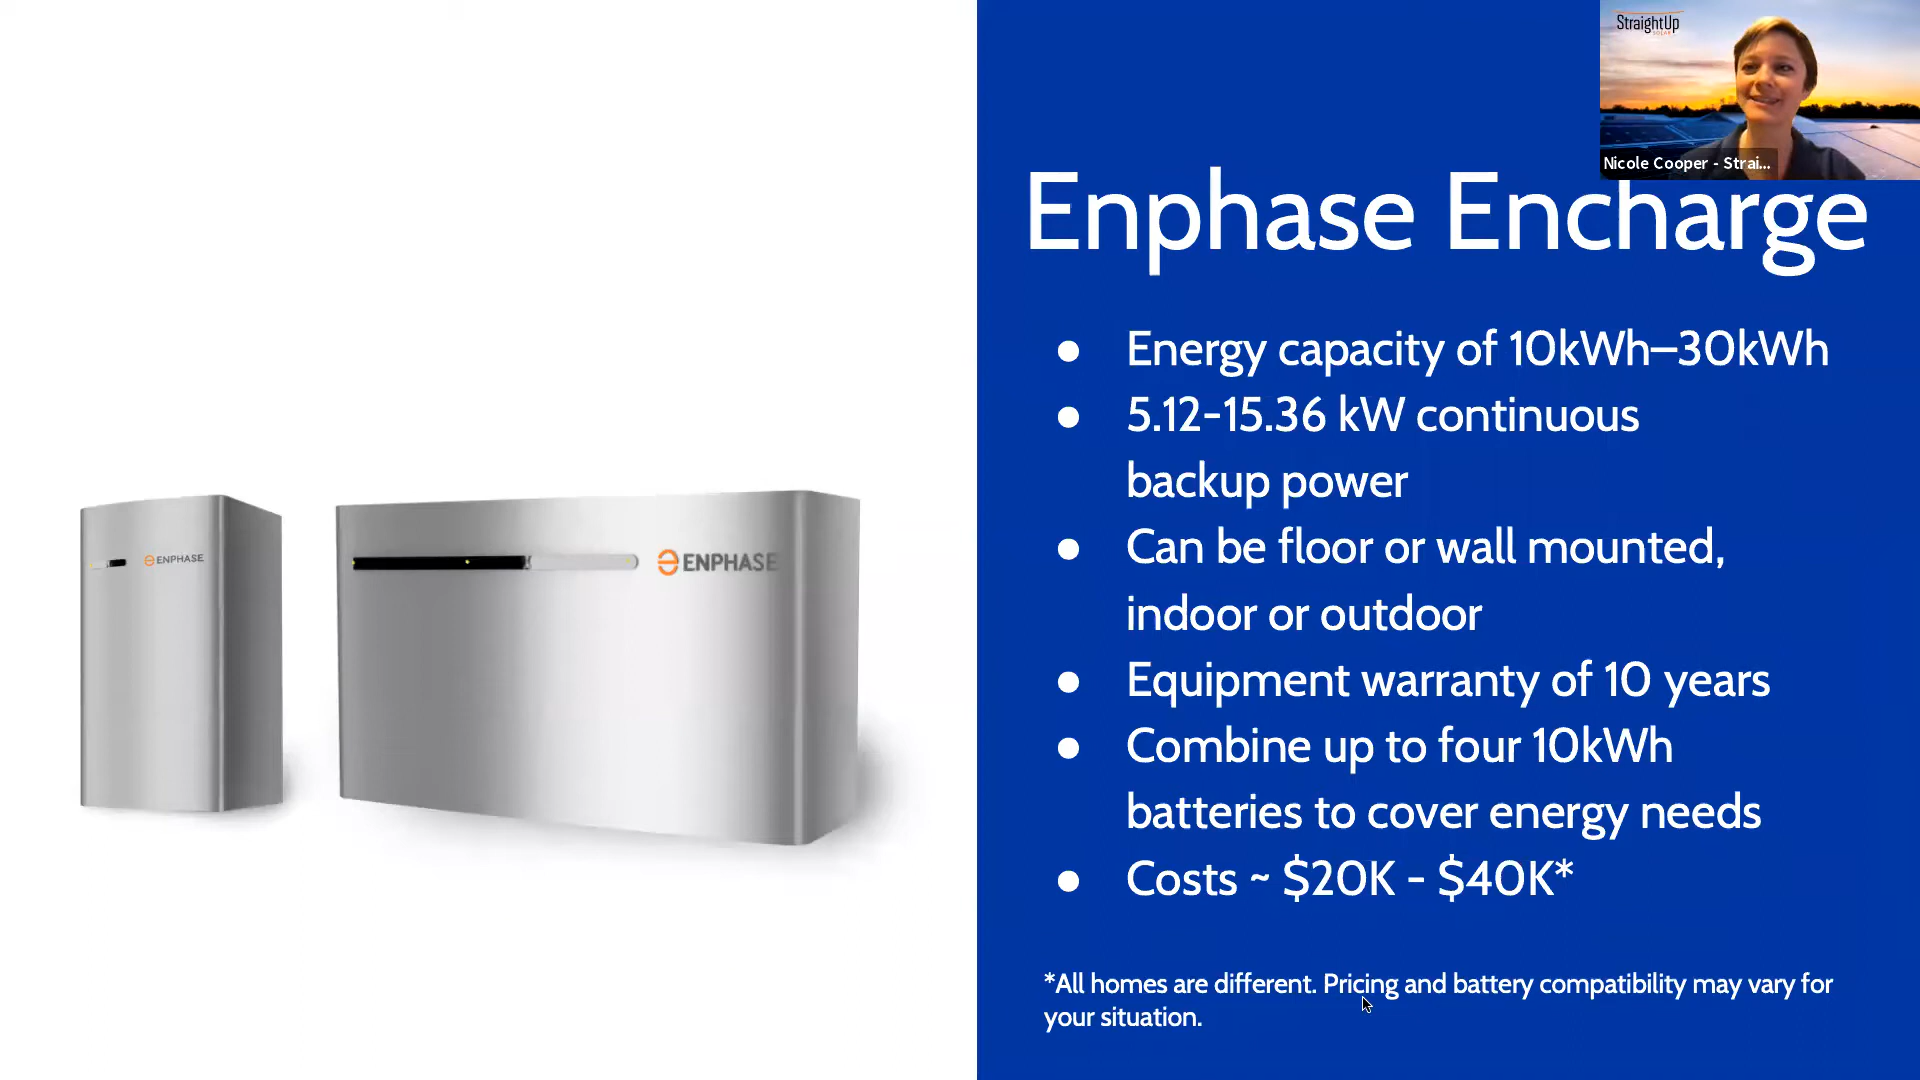 StraightUp
SOLAR
Nicole Cooper - Strai...
Enphase Encharge
● Energy capacity of 10kWh–30kWh
● 5.12-15.36 kW continuous
backup power
● Can be floor or wall mounted,
indoor or outdoor
● Equipment warranty of 10 years
● Combine up to four 10kWh
batteries to cover energy needs
● Costs ~ $20K - $40K*
*All homes are different. Pricing and battery compatibility may vary for
your situation.
ENPHASE
ENPHASE